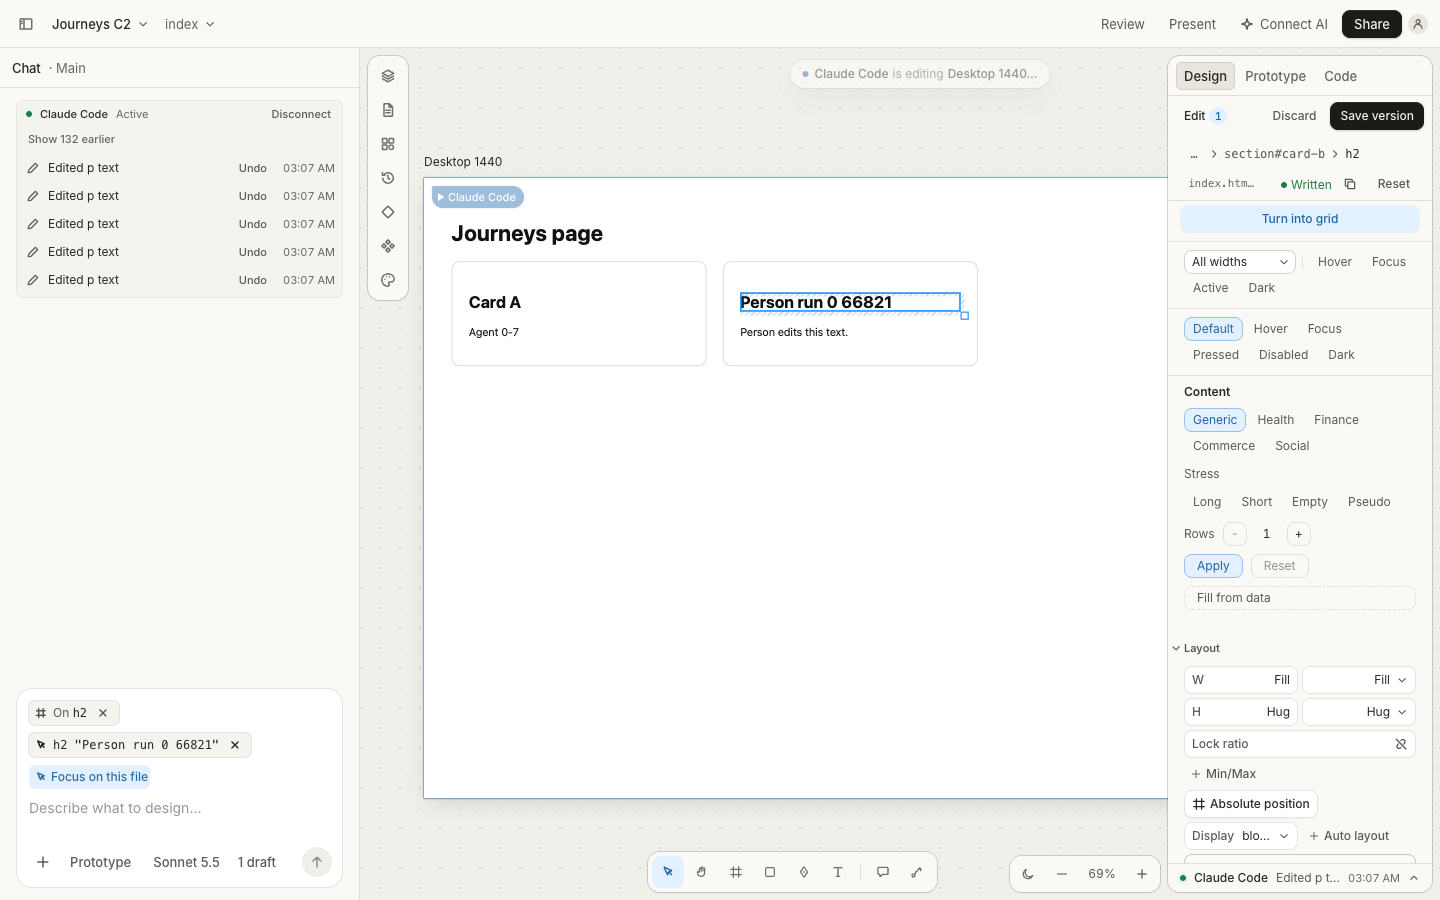 Journeys C2
index
Review
Present
Connect AI
Share
Chat · Main
Claude Code Active Disconnect
Show 132 earlier
Edited p text Undo 03:07 AM
Edited p text Undo 03:07 AM
Edited p text Undo 03:07 AM
Edited p text Undo 03:07 AM
Edited p text Undo 03:07 AM
On h2
h2 "Person run 0 66821"
Focus on this file
Describe what to design...
Prototype Sonnet 5.5 1 draft
Claude Code is editing Desktop 1440...
Desktop 1440
Claude Code
Journeys page
Card A
Agent 0-7
Person run 0 66821
Person edits this text.
69%
Design Prototype Code
Edit 1 Discard Save version
... > section#card-b > h2
index.htm… Written Reset
Turn into grid
All widths Hover Focus
Active Dark
Default Hover Focus
Pressed Disabled Dark
Content
Generic Health Finance
Commerce Social
Stress
Long Short Empty Pseudo
Rows - 1 +
Apply Reset
Fill from data
Layout
W Fill Fill
H Hug Hug
Lock ratio
+ Min/Max
Absolute position
Display blo... + Auto layout
Claude Code Edited p t... 03:07 AM